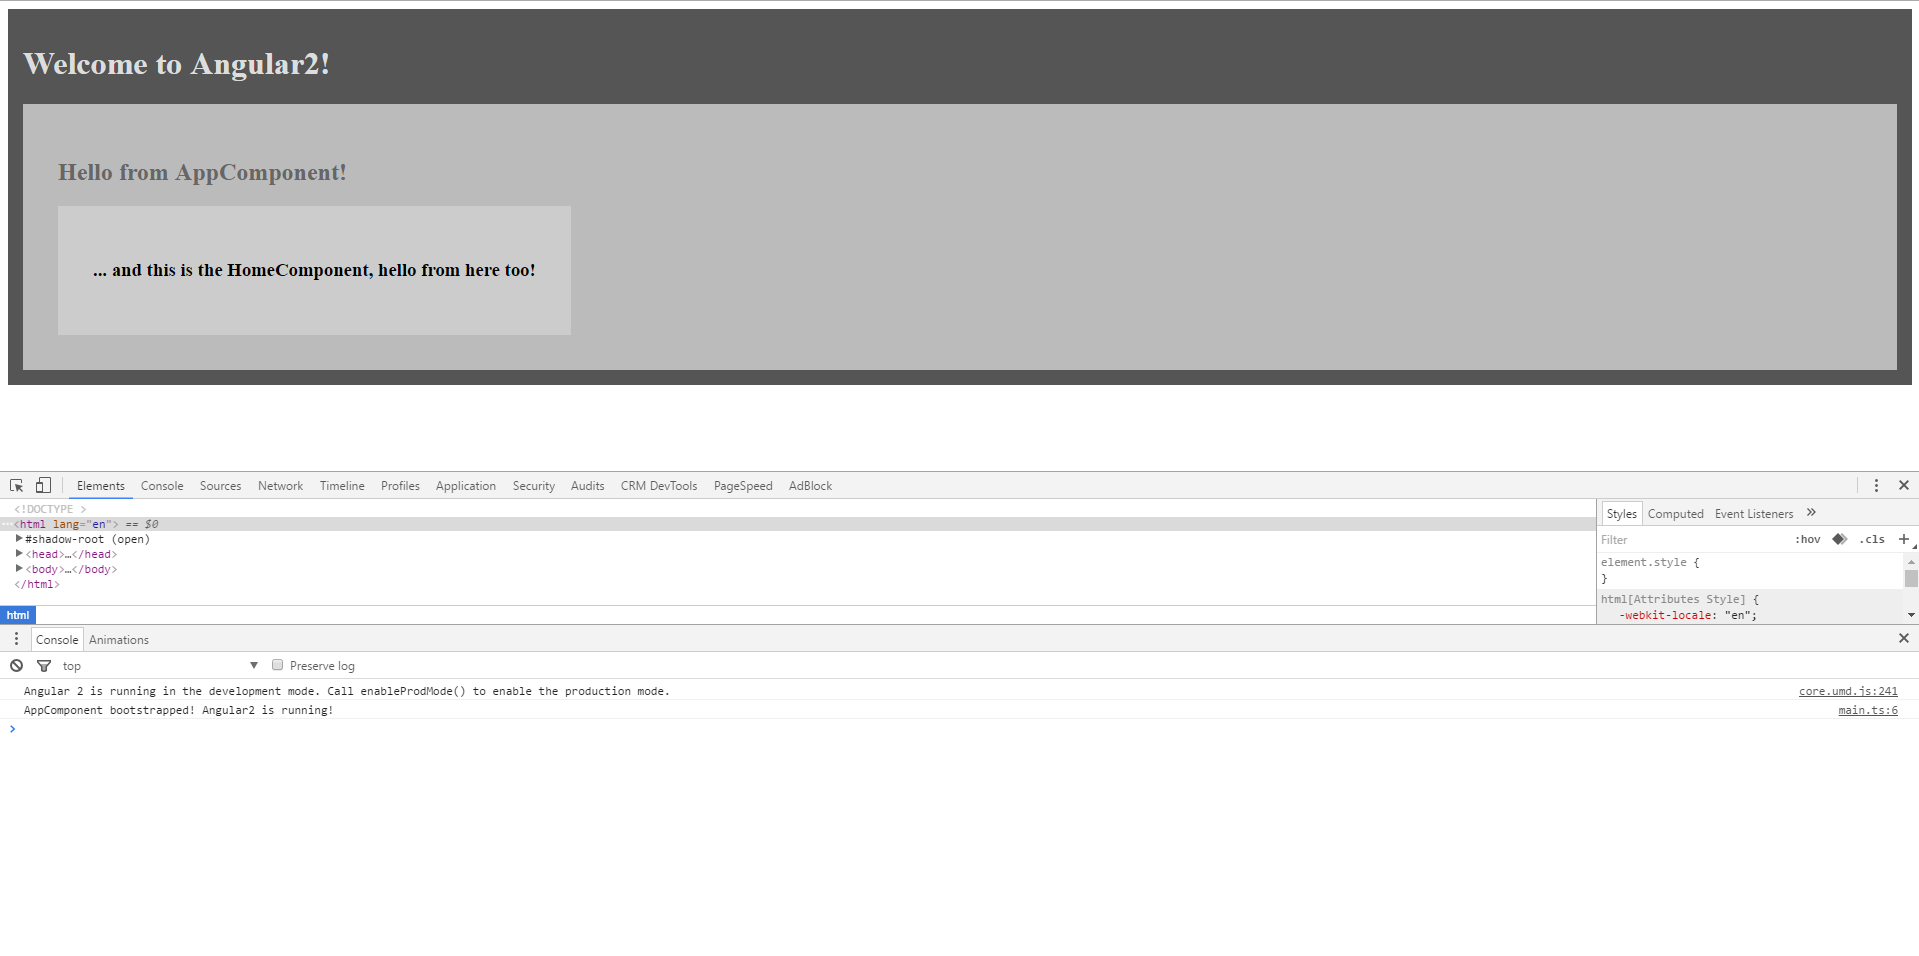 Welcome to Angular2!
Hello from AppComponent!
... and this is the HomeComponent, hello from here too!
Elements Console Sources Network Timeline Profiles Application Security Audits CRM DevTools PageSpeed AdBlock
<!DOCTYPE >
…<html lang="en"> == $0
#shadow-root (open)
<head>…</head>
<body>…</body>
</html>
html
Styles Computed Event Listeners »
Filter :hov .cls +
element.style {
}
html[Attributes Style] {
-webkit-locale: "en";
Console Animations
top Preserve log
Angular 2 is running in the development mode. Call enableProdMode() to enable the production mode. core.umd.js:241
AppComponent bootstrapped! Angular2 is running! main.ts:6
>